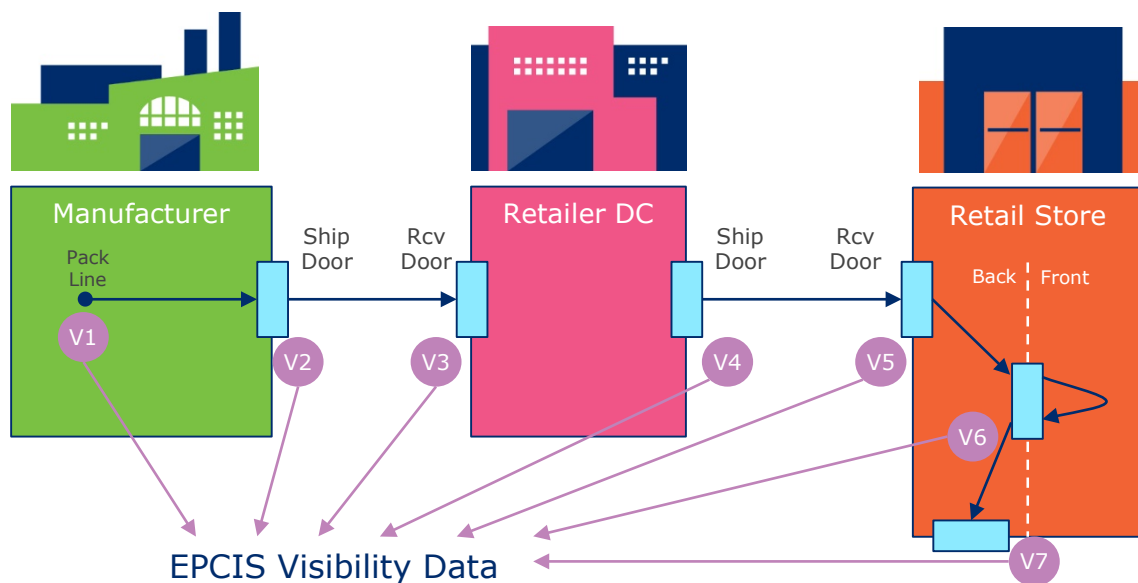 Manufacturer
Retailer DC
Retail Store
Pack
Line
Ship
Door
Rcv
Door
Ship
Door
Rcv
Door
Back
Front
V1
V2
V3
V4
V5
V6
V7
EPCIS Visibility Data